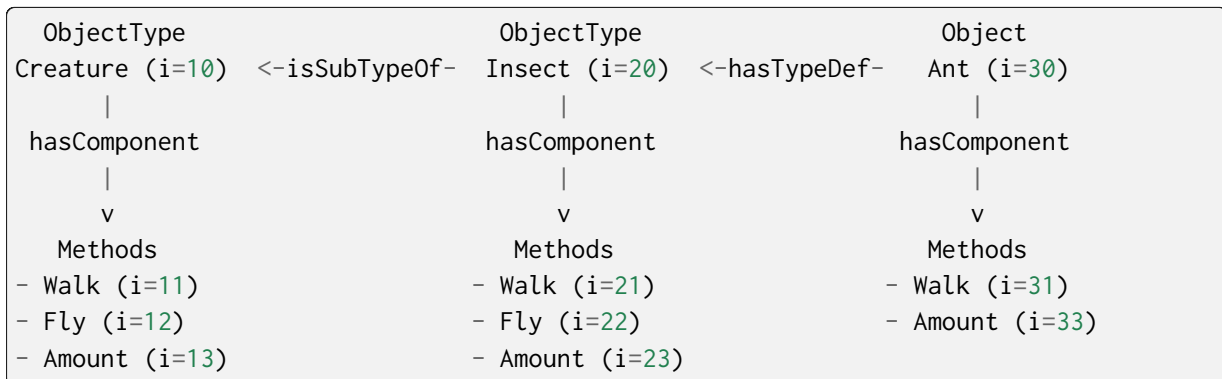 ObjectType ObjectType Object
Creature (i=10) <-isSubTypeOf- Insect (i=20) <-hasTypeDef- Ant (i=30)
| | |
hasComponent hasComponent hasComponent
| | |
v v v
Methods Methods Methods
- Walk (i=11) - Walk (i=21) - Walk (i=31)
- Fly (i=12) - Fly (i=22) - Amount (i=33)
- Amount (i=13) - Amount (i=23)